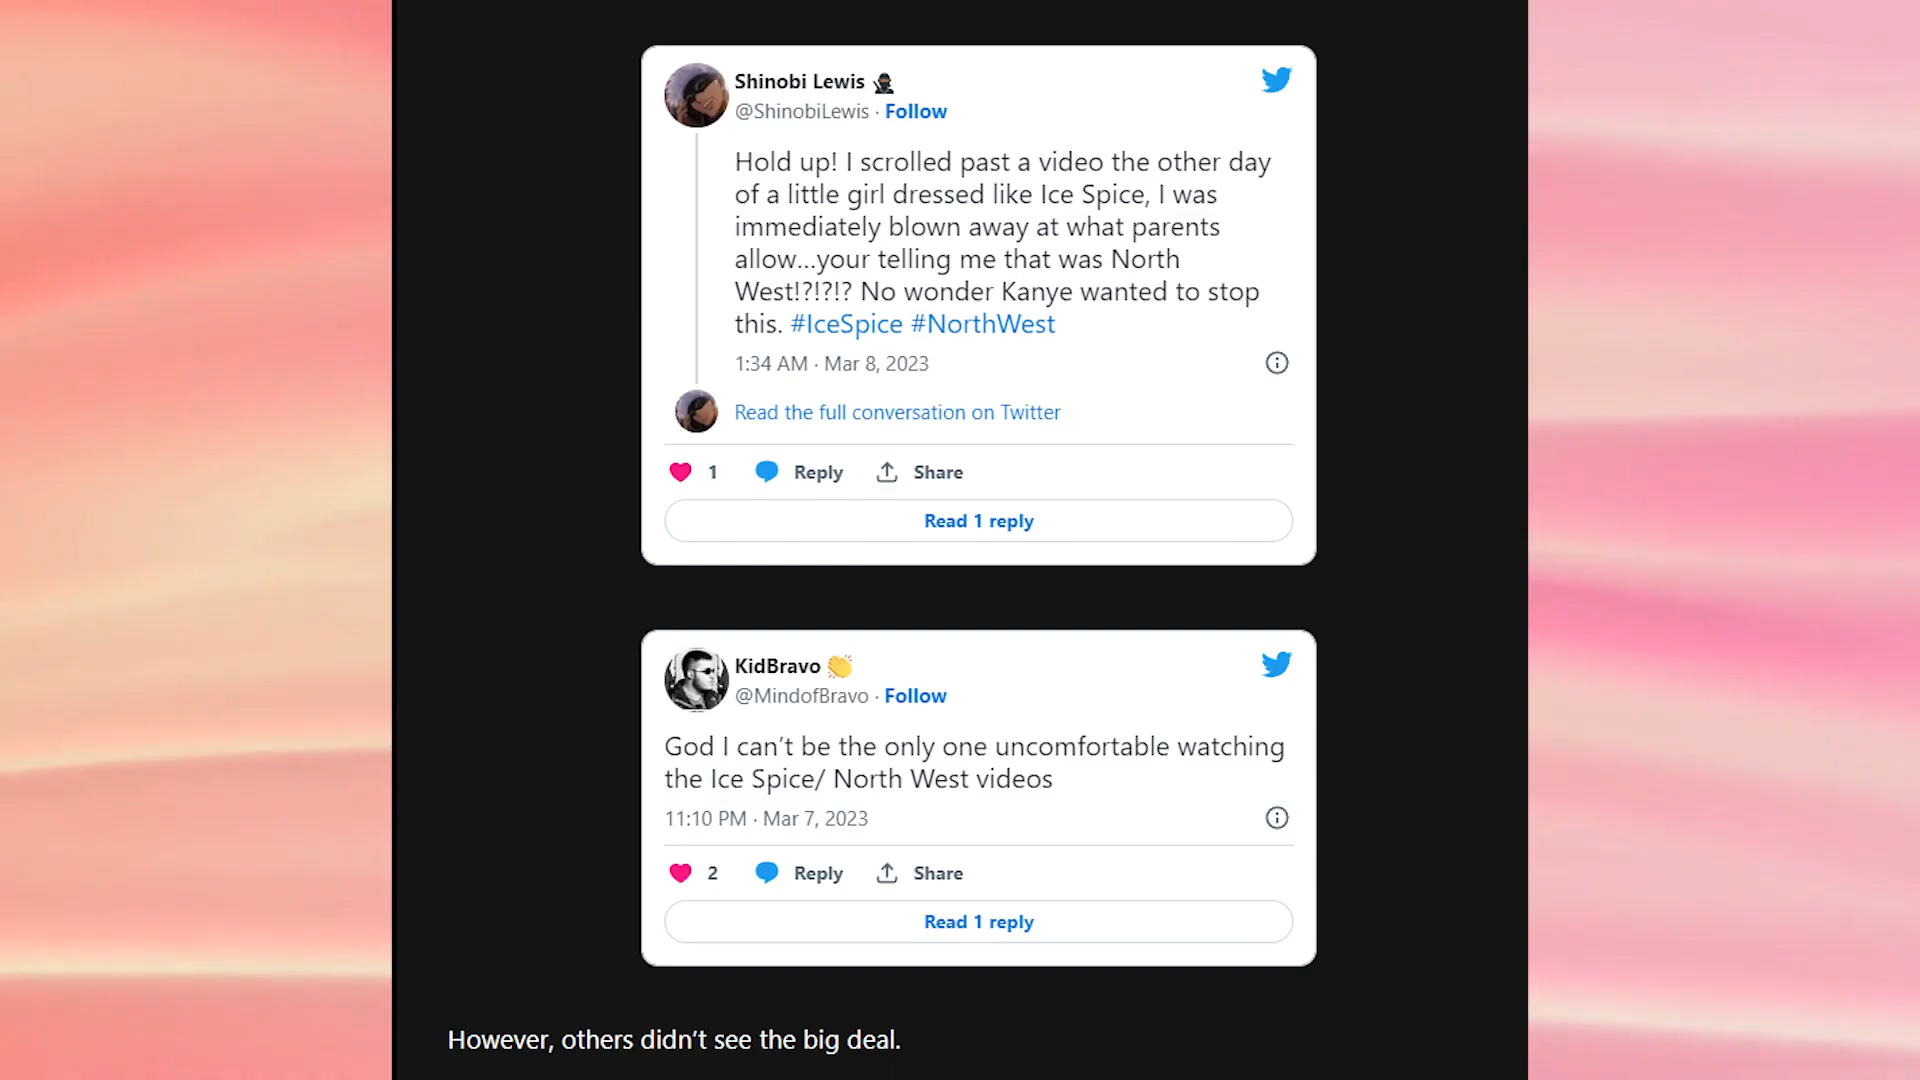 Shinobi Lewis
@ShinobiLewis · Follow
Hold up! I scrolled past a video the other day
of a little girl dressed like Ice Spice, I was
immediately blown away at what parents
allow...your telling me that was North
West!?!?!? No wonder Kanye wanted to stop
this. #IceSpice #NorthWest
1:34 AM · Mar 8, 2023
Read the full conversation on Twitter
1 Reply Share
Read 1 reply
KidBravo 👏
@MindofBravo · Follow
God I can’t be the only one uncomfortable watching
the Ice Spice/ North West videos
11:10 PM · Mar 7, 2023
2 Reply Share
Read 1 reply
However, others didn’t see the big deal.